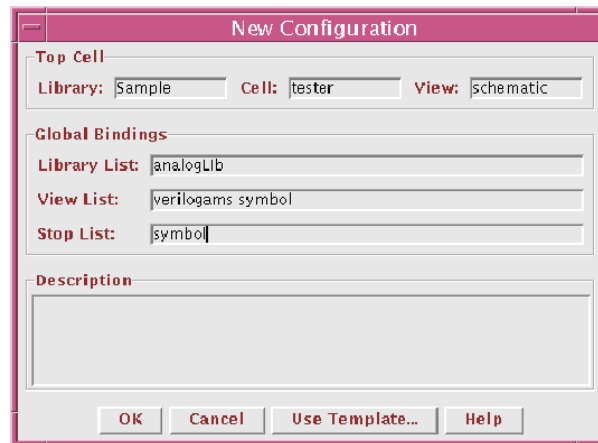 New Configuration
Top Cell
Library: Sample Cell: tester View: schematic
Global Bindings
Library List: analogLib
View List: verilogams symbol
Stop List: symbol
Description
OK Cancel Use Template... Help